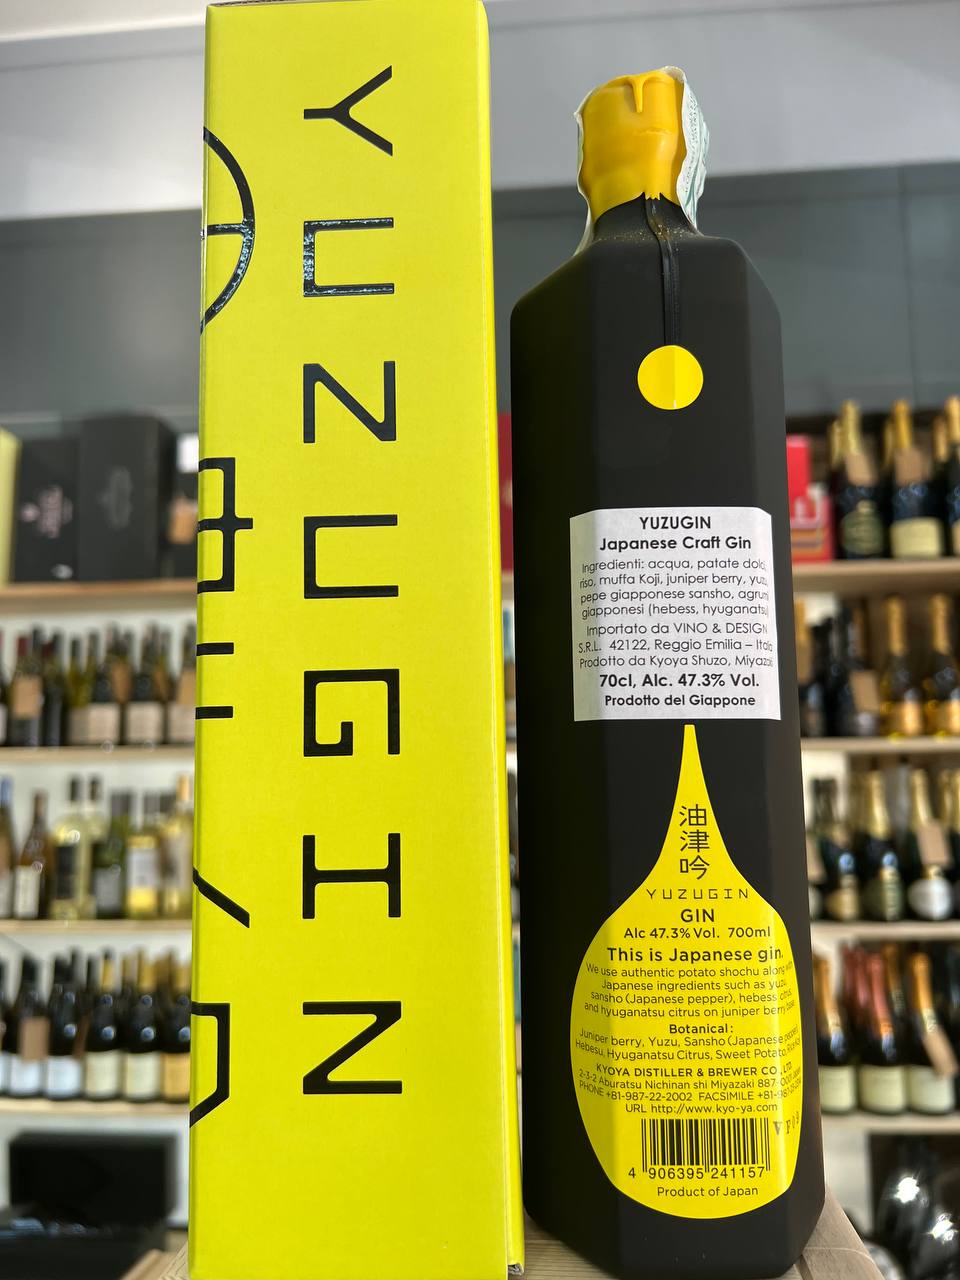 YUZUGIN
YUZUGIN
Japanese Craft Gin
Ingredienti: acqua, patate dolci,
riso, muffa Koji, juniper berry, yuzu,
pepe giapponese sansho, agrumi
giapponesi (hebess, hyuganatsu)
Importato da VINO & DESIGN
S.R.L. 42122, Reggio Emilia – Italia
Prodotto da Kyoya Shuzo, Miyazaki
70cl, Alc. 47.3% Vol.
Prodotto del Giappone
油津吟
YUZUGIN
GIN
Alc 47.3% Vol. 700ml
This is Japanese gin.
We use authentic potato shochu along with
Japanese ingredients such as yuzu,
sansho (Japanese pepper), hebess citrus,
and hyuganatsu citrus on juniper berry base.
Botanical:
Juniper berry, Yuzu, Sansho (Japanese pepper),
Hebesu, Hyuganatsu Citrus, Sweet Potato,
KYOYA DISTILLER & BREWER CO., LTD
2-3-2 Aburatsu Nichinan shi Miyazaki 887-0001
PHONE +81-987-22-2002 FACSIMILE
URL http://www.kyo-ya.com
4 906395 241157
Product of Japan